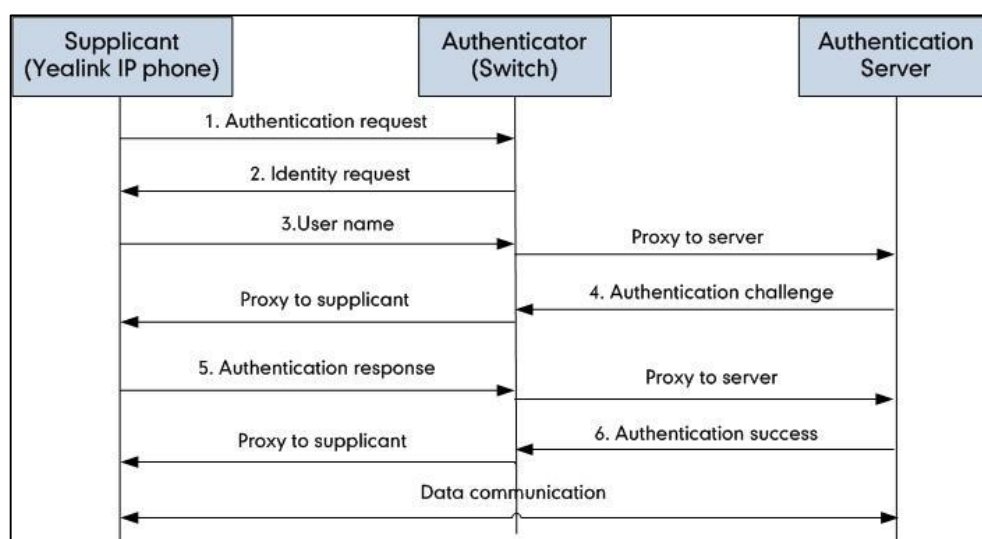 Supplicant
(Yealink IP phone)
Authenticator
(Switch)
Authentication
Server
1. Authentication request
2. Identity request
3.User name
Proxy to server
4. Authentication challenge
Proxy to supplicant
5. Authentication response
Proxy to server
6. Authentication success
Proxy to supplicant
Data communication